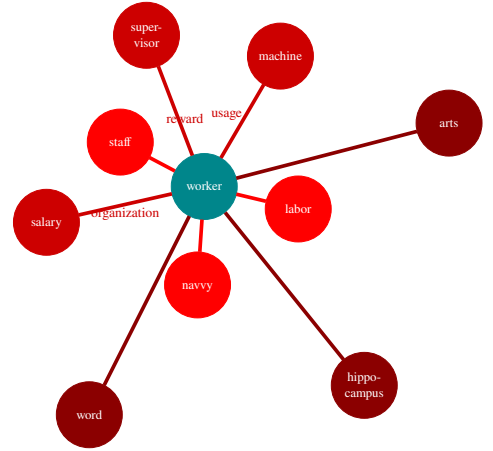 super-
visor
machine
arts
reward
usage
staff
worker
salary
organization
labor
navvy
hippo-
campus
word